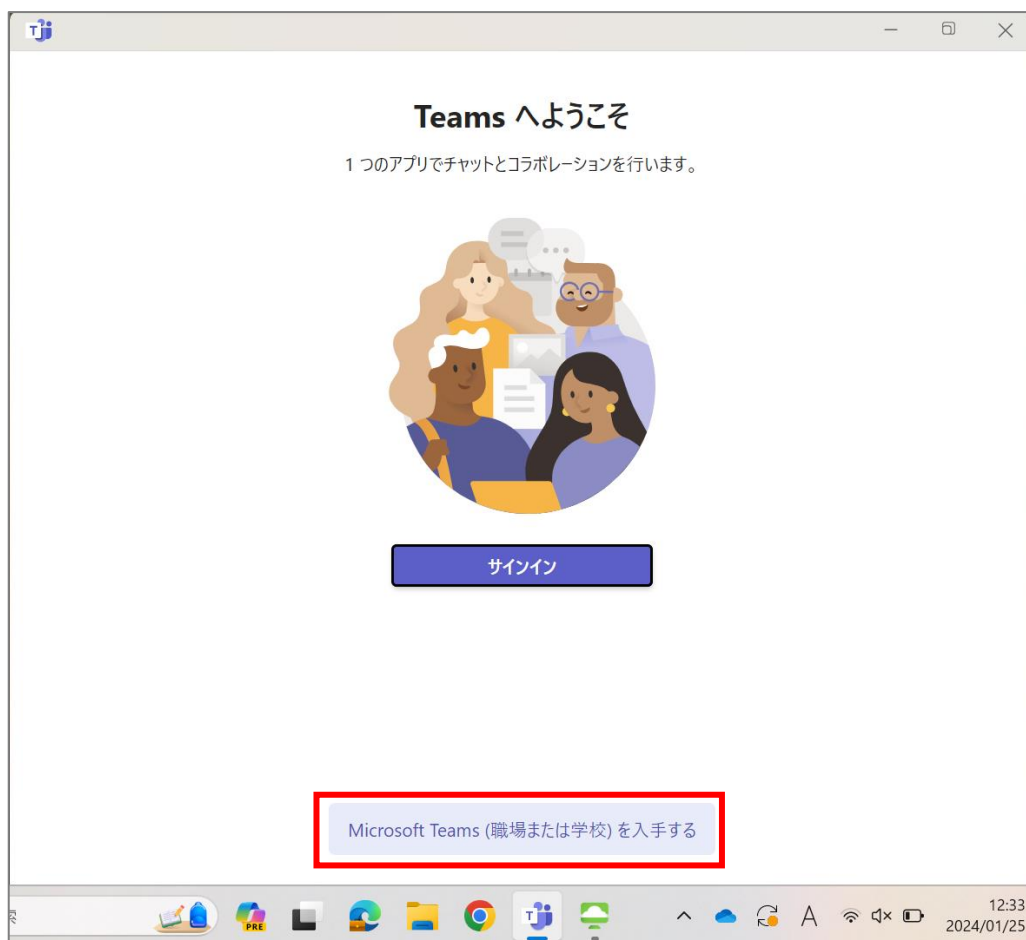 Teams へようこそ
1 つのアプリでチャットとコラボレーションを行います。
サインイン
Microsoft Teams (職場または学校) を入手する
PRE
A
12:33
2024/01/25